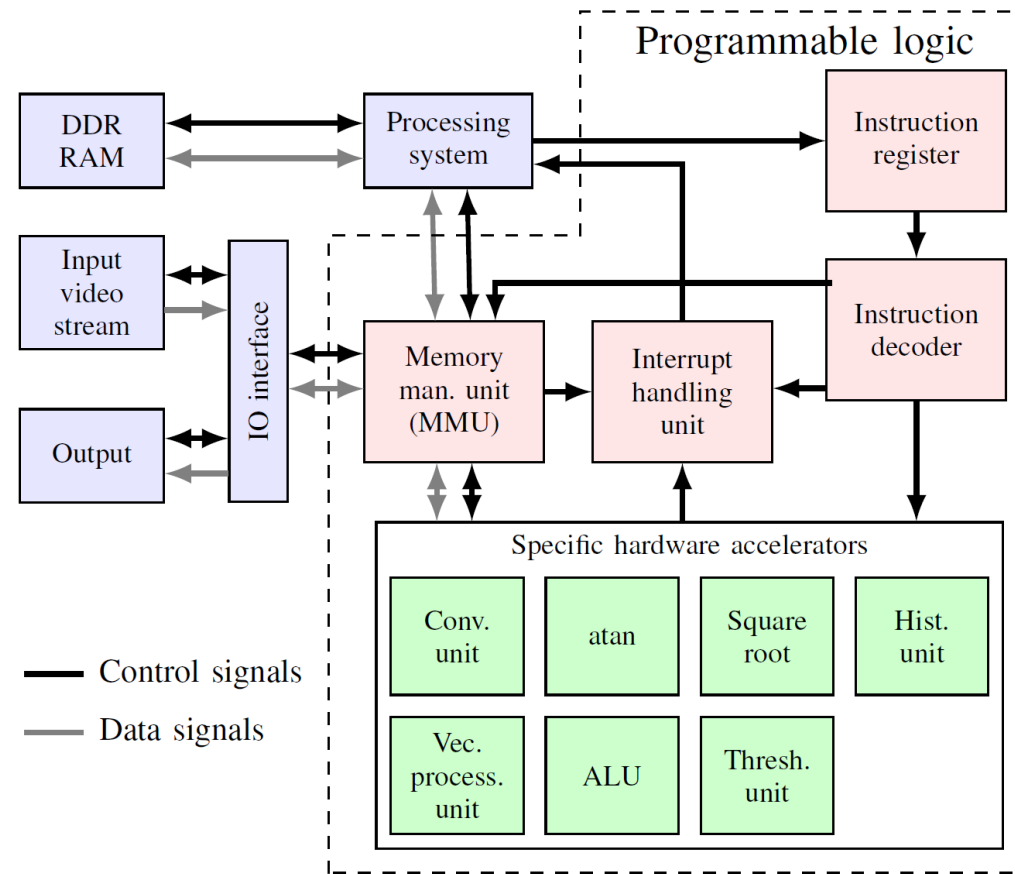 Programmable logic
DDR
RAM
Processing
system
Instruction
register
Input
video
stream
IO interface
Memory
man. unit
(MMU)
Interrupt
handling
unit
Instruction
decoder
Output
Specific hardware accelerators
Conv.
unit
atan
Square
root
Hist.
unit
Vec.
process.
unit
ALU
Thresh.
unit
Control signals
Data signals